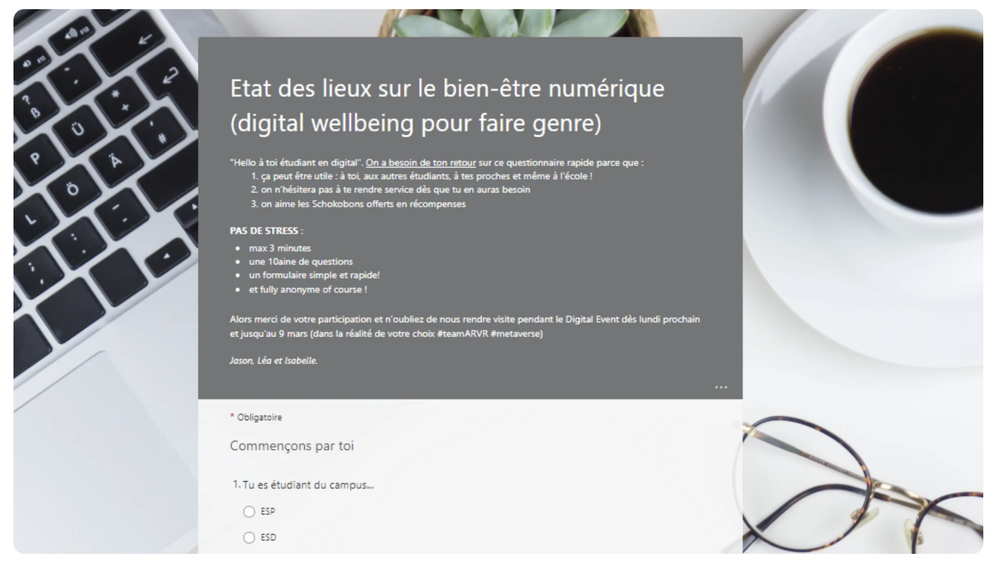 Etat des lieux sur le bien-être numérique
(digital wellbeing pour faire genre)
"Hello à toi étudiant en digital". On a besoin de ton retour sur ce questionnaire rapide parce que :
1. ça peut être utile : à toi, aux autres étudiants, à tes proches et même à l'école !
2. on n'hésitera pas à te rendre service dès que tu en auras besoin
3. on aime les Schokobons offerts en récompenses
PAS DE STRESS :
• max 3 minutes
• une 10aine de questions
• un formulaire simple et rapide!
• et fully anonyme of course !
Alors merci de votre participation et n'oubliez de nous rendre visite pendant le Digital Event dès lundi prochain
et jusqu'au 9 mars (dans la réalité de votre choix #teamARVR #metaverse)
Jason, Léa et Isabelle.
...
* Obligatoire
Commençons par toi
1. Tu es étudiant du campus...
ESP
ESD
F12
F11
?
ß
*
+
'
#
P
Ü
Ö
Ä
L
:
.
;
,
_
-